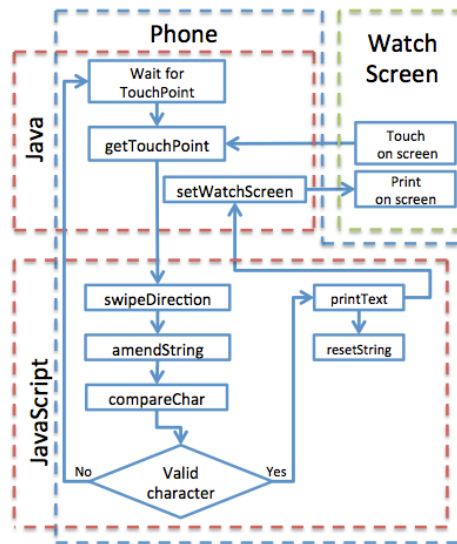 Phone
Watch
Screen
Java
Wait for
TouchPoint
getTouchPoint
Touch
on screen
setWatchScreen
Print
on screen
JavaScript
swipeDirection
printText
amendString
resetString
compareChar
No
Valid
character
Yes